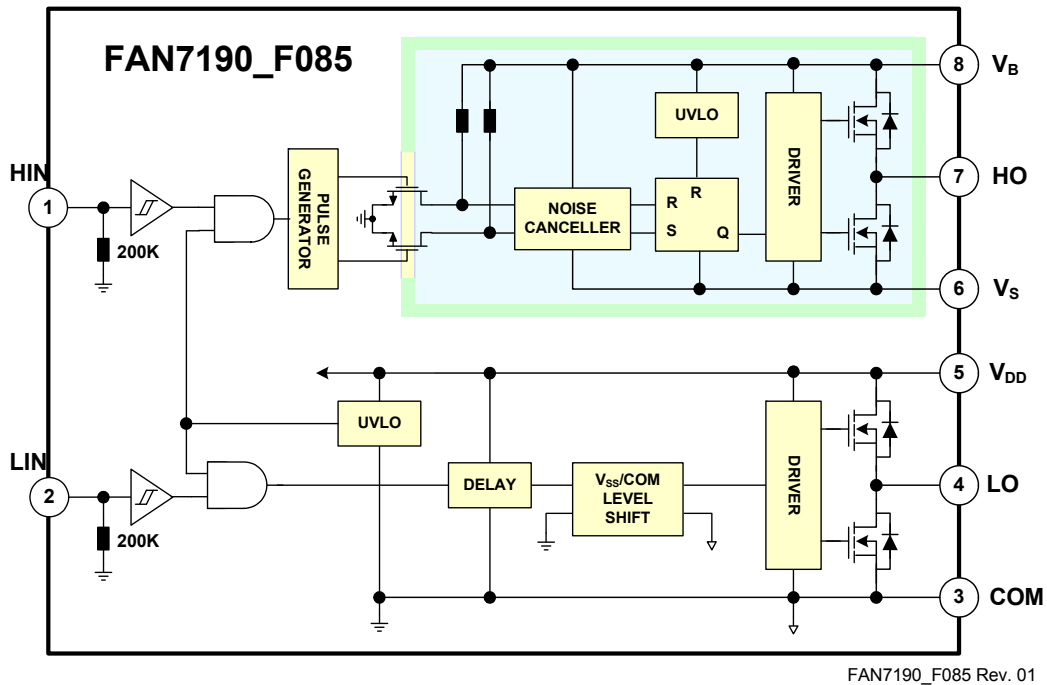 FAN7190_F085
8 V_B
UVLO
HIN
1
PULSE GENERATOR
DRIVER
7 HO
NOISE
CANCELLER
R
R
S Q
200K
6 V_S
5 V_DD
UVLO
LIN
2
DELAY
V_SS/COM
LEVEL
SHIFT
DRIVER
4 LO
200K
3 COM
FAN7190_F085 Rev. 01